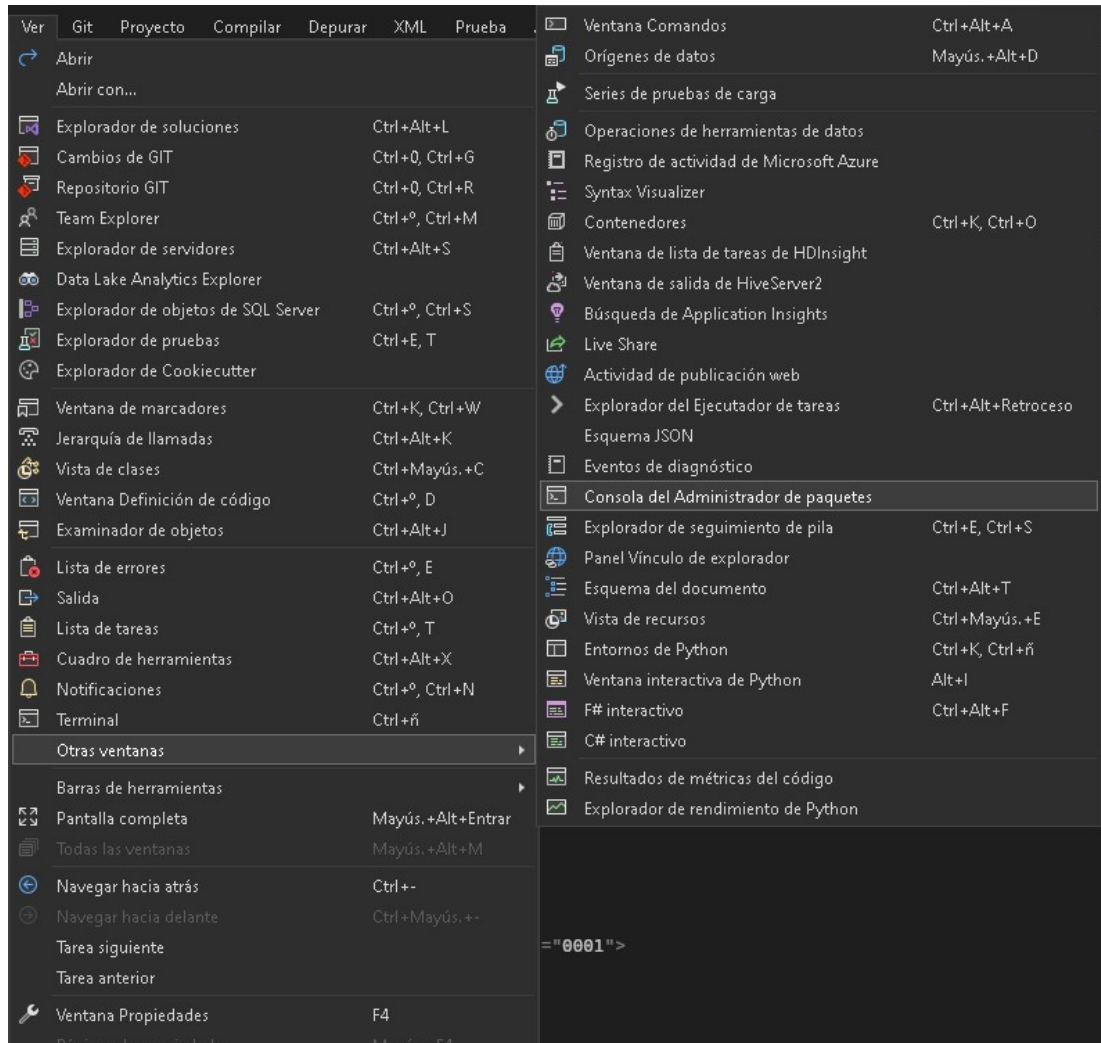 Ver Git Proyecto Compilar Depurar XML Prueba
Abrir
Abrir con...
Explorador de soluciones Ctrl+Alt+L
Cambios de GIT Ctrl+0, Ctrl+G
Repositorio GIT Ctrl+0, Ctrl+R
Team Explorer Ctrl+º, Ctrl+M
Explorador de servidores Ctrl+Alt+S
Data Lake Analytics Explorer
Explorador de objetos de SQL Server Ctrl+º, Ctrl+S
Explorador de pruebas Ctrl+E, T
Explorador de Cookiecutter
Ventana de marcadores Ctrl+K, Ctrl+W
Jerarquía de llamadas Ctrl+Alt+K
Vista de clases Ctrl+Mayús.+C
Ventana Definición de código Ctrl+º, D
Examinador de objetos Ctrl+Alt+J
Lista de errores Ctrl+º, E
Salida Ctrl+Alt+O
Lista de tareas Ctrl+º, T
Cuadro de herramientas Ctrl+Alt+X
Notificaciones Ctrl+º, Ctrl+N
Terminal Ctrl+ñ
Otras ventanas
Barras de herramientas
Pantalla completa Mayús.+Alt+Entrar
Todas las ventanas Mayús.+Alt+M
Navegar hacia atrás Ctrl+-
Navegar hacia delante Ctrl+Mayús.+-
Tarea siguiente
Tarea anterior
Ventana Propiedades F4
Ventana Comandos Ctrl+Alt+A
Orígenes de datos Mayús.+Alt+D
Series de pruebas de carga
Operaciones de herramientas de datos
Registro de actividad de Microsoft Azure
Syntax Visualizer
Contenedores Ctrl+K, Ctrl+O
Ventana de lista de tareas de HDInsight
Ventana de salida de HiveServer2
Búsqueda de Application Insights
Live Share
Actividad de publicación web
Explorador del Ejecutador de tareas Ctrl+Alt+Retroceso
Esquema JSON
Eventos de diagnóstico
Consola del Administrador de paquetes
Explorador de seguimiento de pila Ctrl+E, Ctrl+S
Panel Vínculo de explorador
Esquema del documento Ctrl+Alt+T
Vista de recursos Ctrl+Mayús.+E
Entornos de Python Ctrl+K, Ctrl+ñ
Ventana interactiva de Python Alt+I
F# interactivo Ctrl+Alt+F
C# interactivo
Resultados de métricas del código
Explorador de rendimiento de Python
="0001">